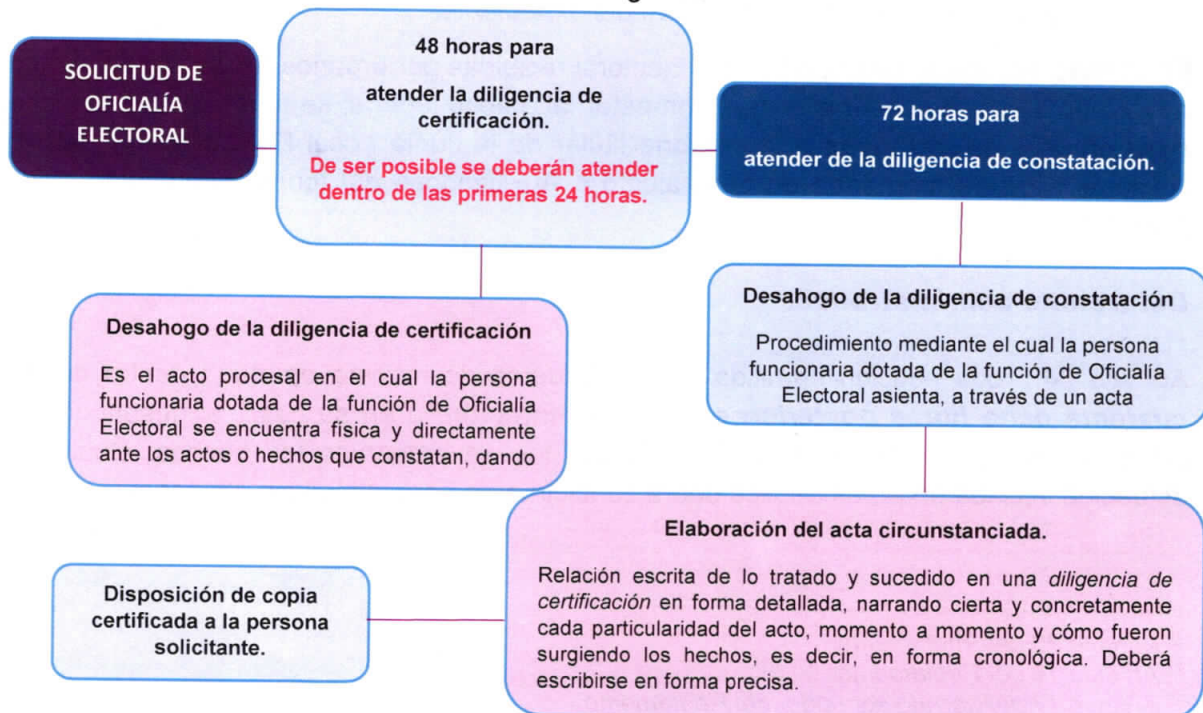 SOLICITUD DE
OFICIALÍA
ELECTORAL
48 horas para
atender la diligencia de
certificación.
De ser posible se deberán atender
dentro de las primeras 24 horas.
72 horas para
atender de la diligencia de constatación.
Desahogo de la diligencia de certificación
Es el acto procesal en el cual la persona
funcionaria dotada de la función de Oficialía
Electoral se encuentra física y directamente
ante los actos o hechos que constatan, dando
Desahogo de la diligencia de constatación
Procedimiento mediante el cual la persona
funcionaria dotada de la función de Oficialía
Electoral asienta, a través de un acta
Elaboración del acta circunstanciada.
Relación escrita de lo tratado y sucedido en una diligencia de
certificación en forma detallada, narrando cierta y concretamente
cada particularidad del acto, momento a momento y cómo fueron
surgiendo los hechos, es decir, en forma cronológica. Deberá
escribirse en forma precisa.
Disposición de copia
certificada a la persona
solicitante.